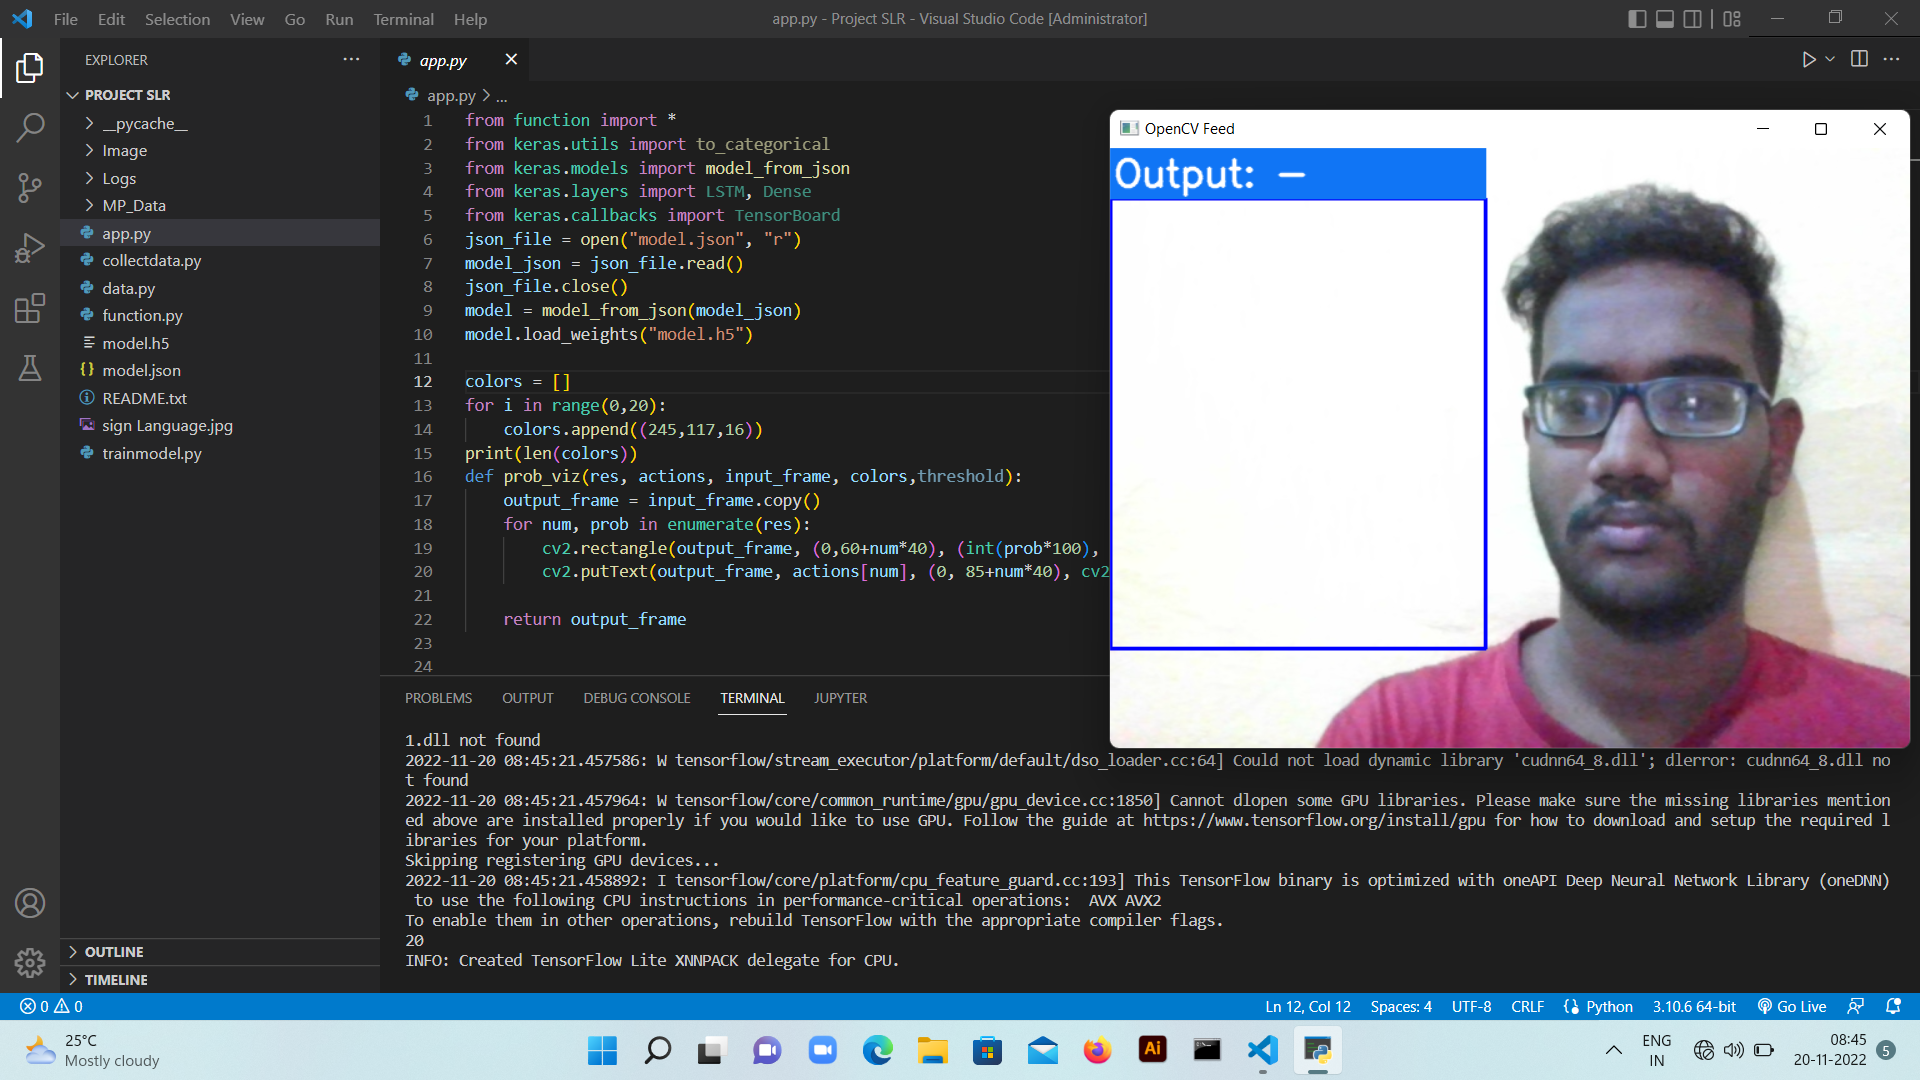 File Edit Selection View Go Run Terminal Help
app.py - Project SLR - Visual Studio Code [Administrator]
EXPLORER
PROJECT SLR
__pycache__
Image
Logs
MP_Data
app.py
collectdata.py
data.py
function.py
model.h5
model.json
README.txt
sign Language.jpg
trainmodel.py
OUTLINE
TIMELINE
app.py
app.py > ...
1 from function import *
2 from keras.utils import to_categorical
3 from keras.models import model_from_json
4 from keras.layers import LSTM, Dense
5 from keras.callbacks import TensorBoard
6 json_file = open("model.json", "r")
7 model_json = json_file.read()
8 json_file.close()
9 model = model_from_json(model_json)
10 model.load_weights("model.h5")
11
12 colors = []
13 for i in range(0,20):
14 colors.append((245,117,16))
15 print(len(colors))
16 def prob_viz(res, actions, input_frame, colors,threshold):
17 output_frame = input_frame.copy()
18 for num, prob in enumerate(res):
19 cv2.rectangle(output_frame, (0,60+num*40), (int(prob*100),
20 cv2.putText(output_frame, actions[num], (0, 85+num*40), cv2
21
22 return output_frame
23
24
OpenCV Feed
Output: —
PROBLEMS OUTPUT DEBUG CONSOLE TERMINAL JUPYTER
1.dll not found
2022-11-20 08:45:21.457586: W tensorflow/stream_executor/platform/default/dso_loader.cc:64] Could not load dynamic library 'cudnn64_8.dll'; dlerror: cudnn64_8.dll no
t found
2022-11-20 08:45:21.457964: W tensorflow/core/common_runtime/gpu/gpu_device.cc:1850] Cannot dlopen some GPU libraries. Please make sure the missing libraries mention
ed above are installed properly if you would like to use GPU. Follow the guide at https://www.tensorflow.org/install/gpu for how to download and setup the required l
ibraries for your platform.
Skipping registering GPU devices...
2022-11-20 08:45:21.458892: I tensorflow/core/platform/cpu_feature_guard.cc:193] This TensorFlow binary is optimized with oneAPI Deep Neural Network Library (oneDNN)
to use the following CPU instructions in performance-critical operations:  AVX AVX2
To enable them in other operations, rebuild TensorFlow with the appropriate compiler flags.
20
INFO: Created TensorFlow Lite XNNPACK delegate for CPU.
0 0 Ln 12, Col 12 Spaces: 4 UTF-8 CRLF Python 3.10.6 64-bit Go Live
25°C
Mostly cloudy
Ai
ENG
IN
08:45
20-11-2022
5